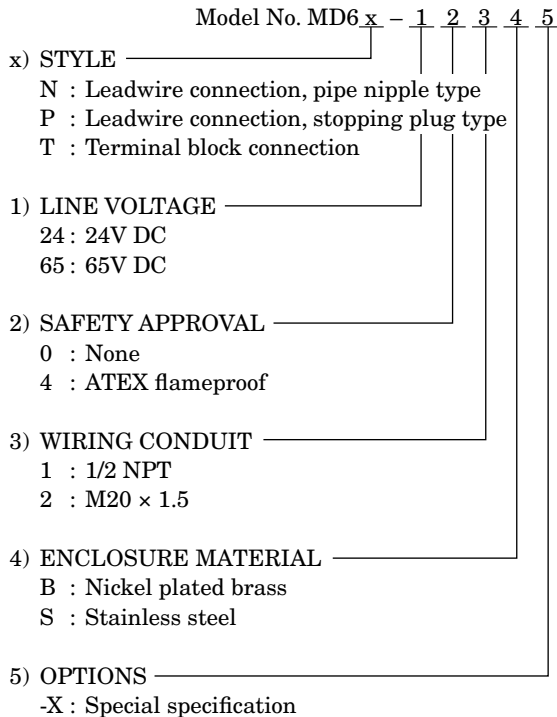 Model No. MD6 x – 1 2 3 4 5
x) STYLE
N : Leadwire connection, pipe nipple type
P : Leadwire connection, stopping plug type
T : Terminal block connection
1) LINE VOLTAGE
24 : 24V DC
65 : 65V DC
2) SAFETY APPROVAL
0 : None
4 : ATEX flameproof
3) WIRING CONDUIT
1 : 1/2 NPT
2 : M20 × 1.5
4) ENCLOSURE MATERIAL
B : Nickel plated brass
S : Stainless steel
5) OPTIONS
-X : Special specification